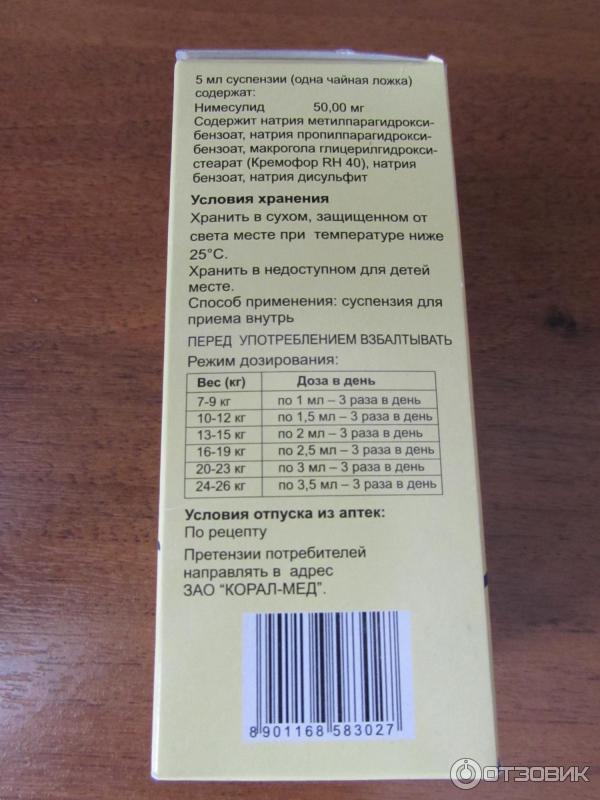 5 мл суспензии (одна чайная ложка)
содержат:
Нимесулид 50,00 мг
Содержит натрия метилпарагидрокси-
бензоат, натрия пропилпарагидрокси-
бензоат, макрогола глицерилгидрокси-
стеарат (Кремофор RH 40), натрия
бензоат, натрия дисульфит
Условия хранения
Хранить в сухом, защищенном от
света месте при температуре ниже
25°С.
Хранить в недоступном для детей
месте.
Способ применения: суспензия для
приема внутрь
ПЕРЕД УПОТРЕБЛЕНИЕМ ВЗБАЛТЫВАТЬ
Режим дозирования:
Вес (кг) Доза в день
7-9 кг по 1 мл – 3 раза в день
10-12 кг по 1,5 мл – 3 раза в день
13-15 кг по 2 мл – 3 раза в день
16-19 кг по 2,5 мл – 3 раза в день
20-23 кг по 3 мл – 3 раза в день
24-26 кг по 3,5 мл – 3 раза в день
Условия отпуска из аптек:
По рецепту
Претензии потребителей
направлять в адрес
ЗАО "КОРАЛ-МЕД".
8 901168 583027
ОТЗОВИК